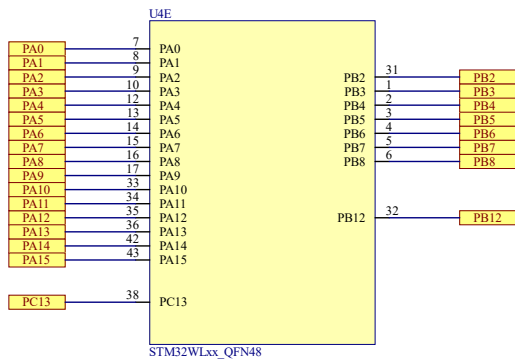 U4E
PA0 7 PA0
PA1 8 PA1
PA2 9 PA2 PB2 31 PB2
PA3 10 PA3 PB3 1 PB3
PA4 12 PA4 PB4 2 PB4
PA5 13 PA5 PB5 3 PB5
PA6 14 PA6 PB6 4 PB6
PA7 15 PA7 PB7 5 PB7
PA8 16 PA8 PB8 6 PB8
PA9 17 PA9
PA10 33 PA10
PA11 34 PA11
PA12 35 PA12 PB12 32 PB12
PA13 36 PA13
PA14 42 PA14
PA15 43 PA15
PC13 38 PC13
STM32WLxx_QFN48